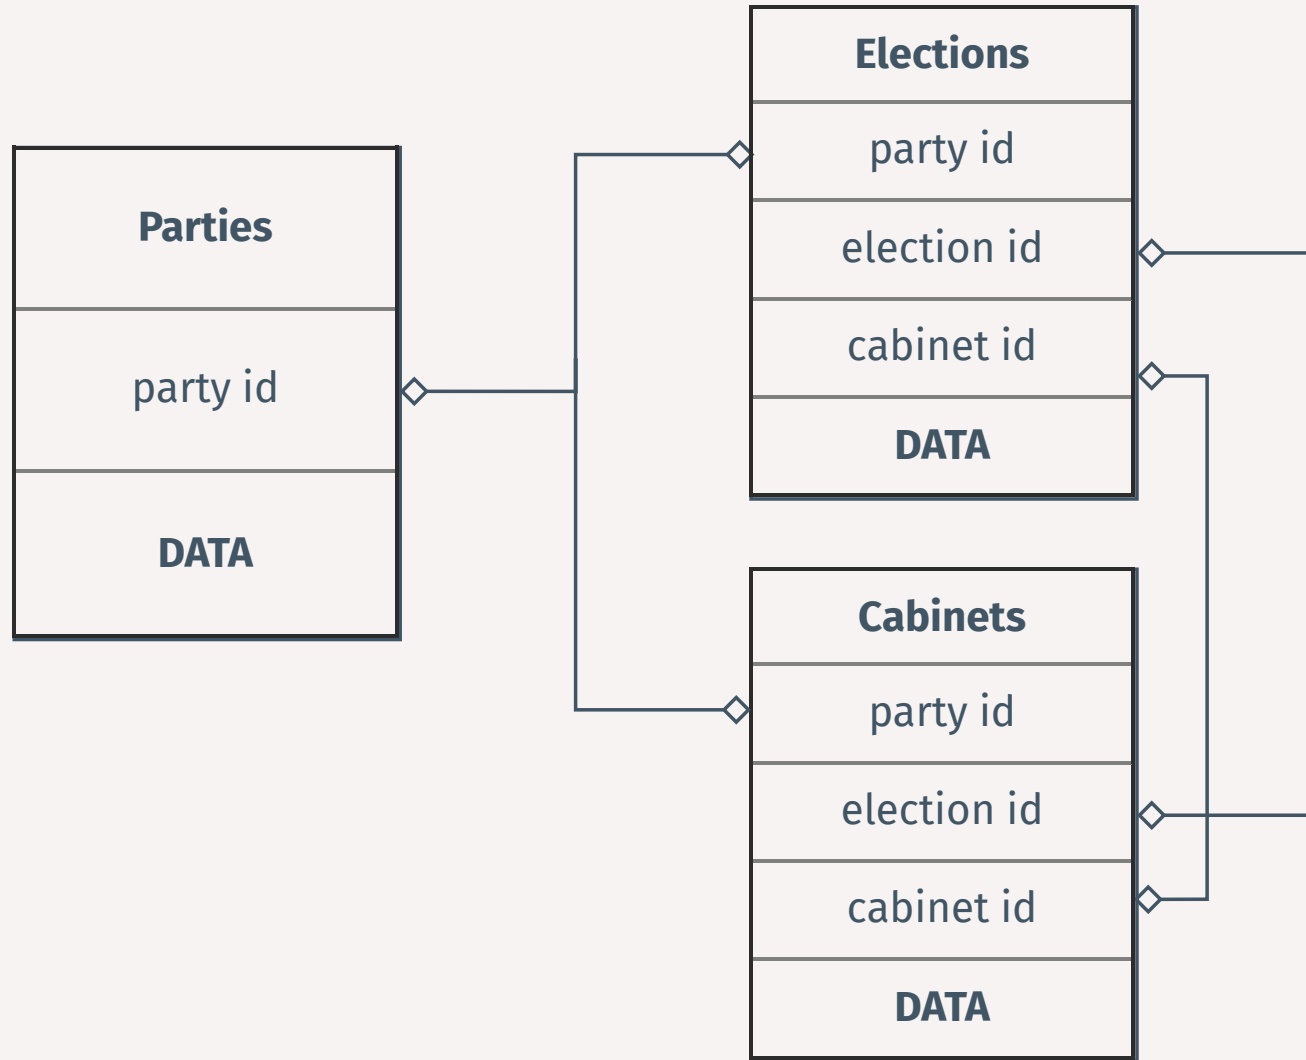 Parties
party id
DATA
Elections
party id
election id
cabinet id
DATA
Cabinets
party id
election id
cabinet id
DATA